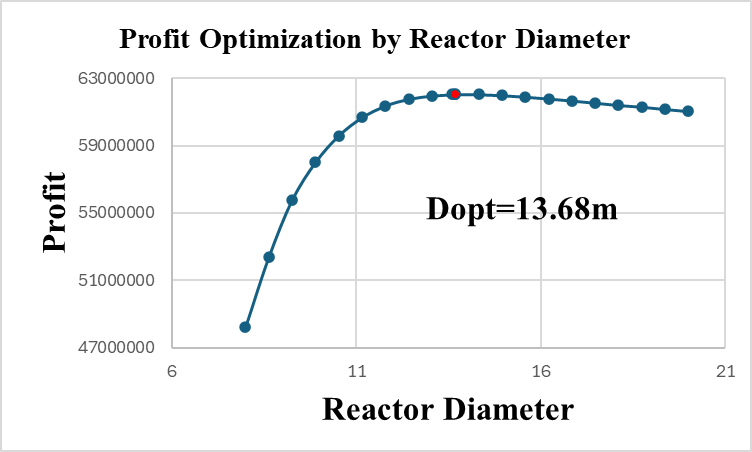 Profit Optimization by Reactor Diameter
63000000
59000000
55000000
51000000
47000000
Profit
Dopt=13.68m
6
11
16
21
Reactor Diameter